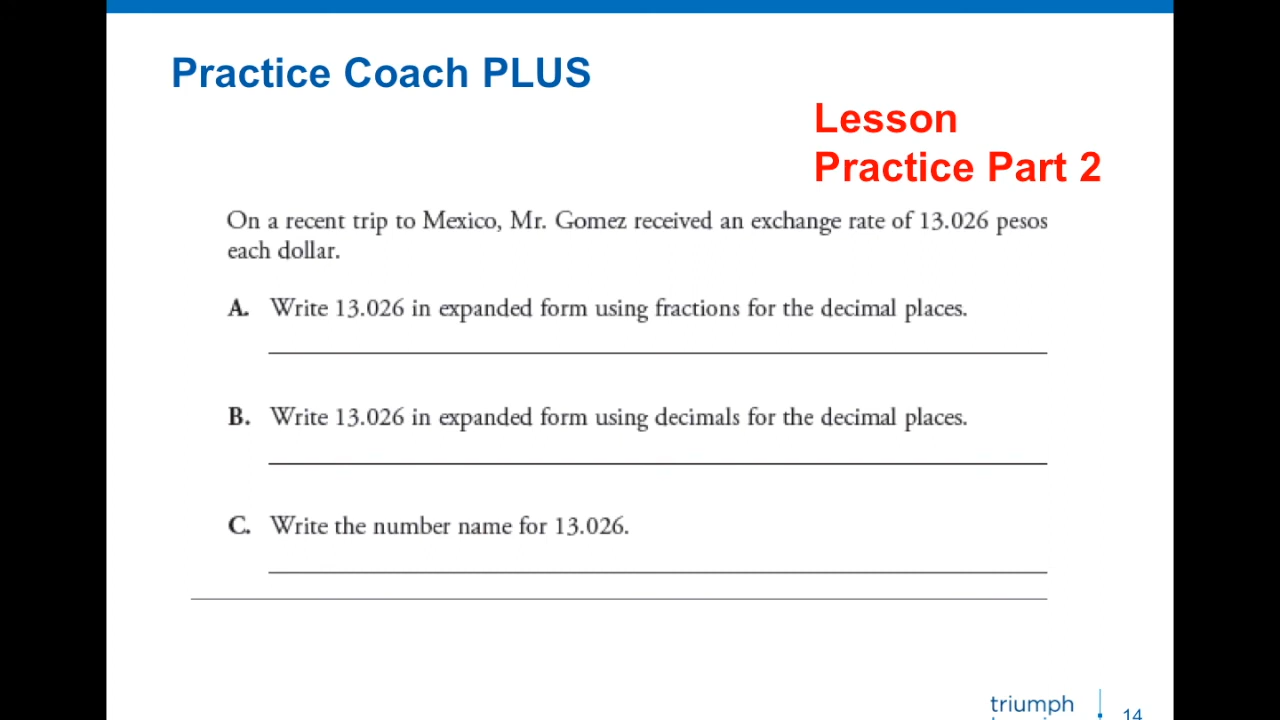 Practice Coach PLUS
Lesson
Practice Part 2
On a recent trip to Mexico, Mr. Gomez received an exchange rate of 13.026 pesos
each dollar.
A. Write 13.026 in expanded form using fractions for the decimal places.
B. Write 13.026 in expanded form using decimals for the decimal places.
C. Write the number name for 13.026.
triumph
14